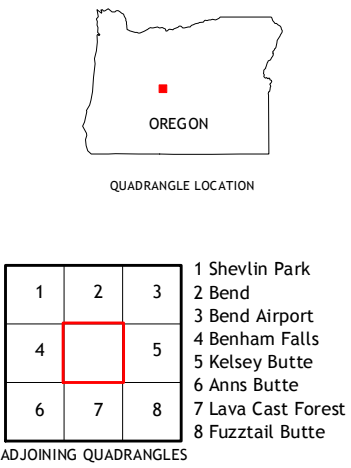 OREGON
QUADRANGLE LOCATION
1 2 3
4 5
6 7 8
1 Shevlin Park
2 Bend
3 Bend Airport
4 Benham Falls
5 Kelsey Butte
6 Anns Butte
7 Lava Cast Forest
8 Fuzztail Butte
ADJOINING QUADRANGLES